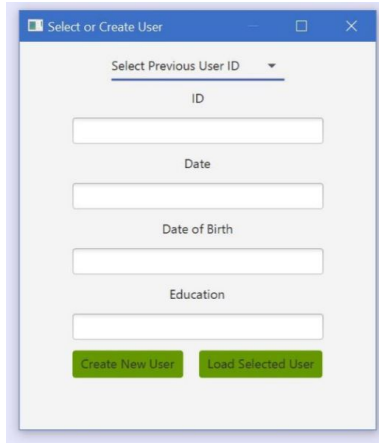 Select or Create User
Select Previous User ID
ID
Date
Date of Birth
Education
Create New User Load Selected User